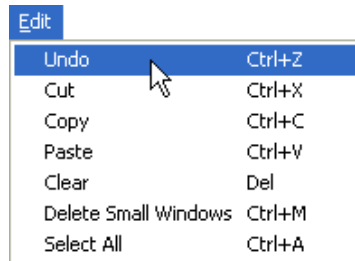 Edit
Undo Ctrl+Z
Cut Ctrl+X
Copy Ctrl+C
Paste Ctrl+V
Clear Del
Delete Small Windows Ctrl+M
Select All Ctrl+A